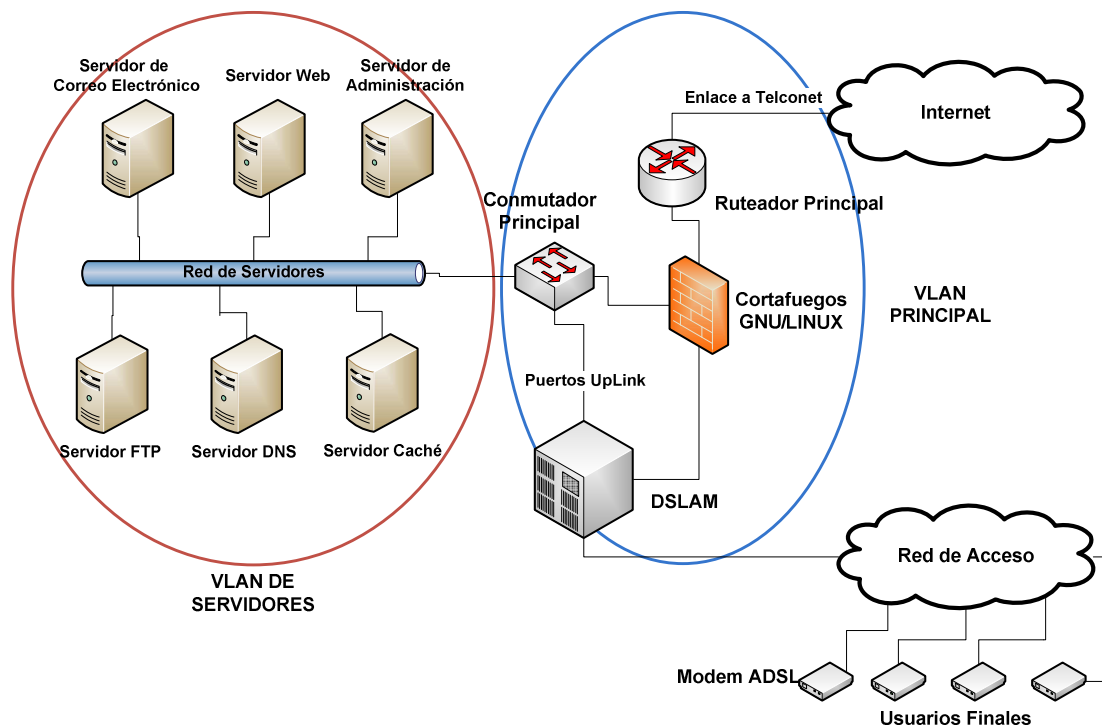 Servidor de
Correo Electrónico
Servidor Web
Servidor de
Administración
Enlace a Telconet
Internet
Conmutador
Principal
Ruteador Principal
Red de Servidores
Cortafuegos
GNU/LINUX
VLAN
PRINCIPAL
Puertos UpLink
Servidor FTP
Servidor DNS
Servidor Caché
DSLAM
VLAN DE
SERVIDORES
Red de Acceso
Modem ADSL
Usuarios Finales